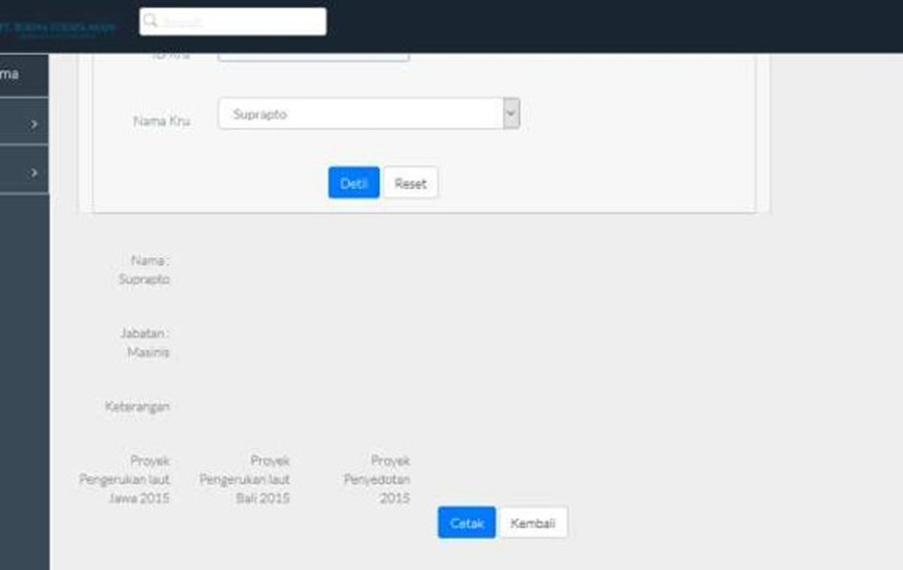 Search
ma
ID Kru
Nama Kru
Suprapto
Detil Reset
Nama :
Suprapto
Jabatan :
Masinis
Keterangan
Proyek
Pengerukan laut
Jawa 2015
Proyek
Pengerukan laut
Bali 2015
Proyek
Penyedotan
2015
Cetak Kembali